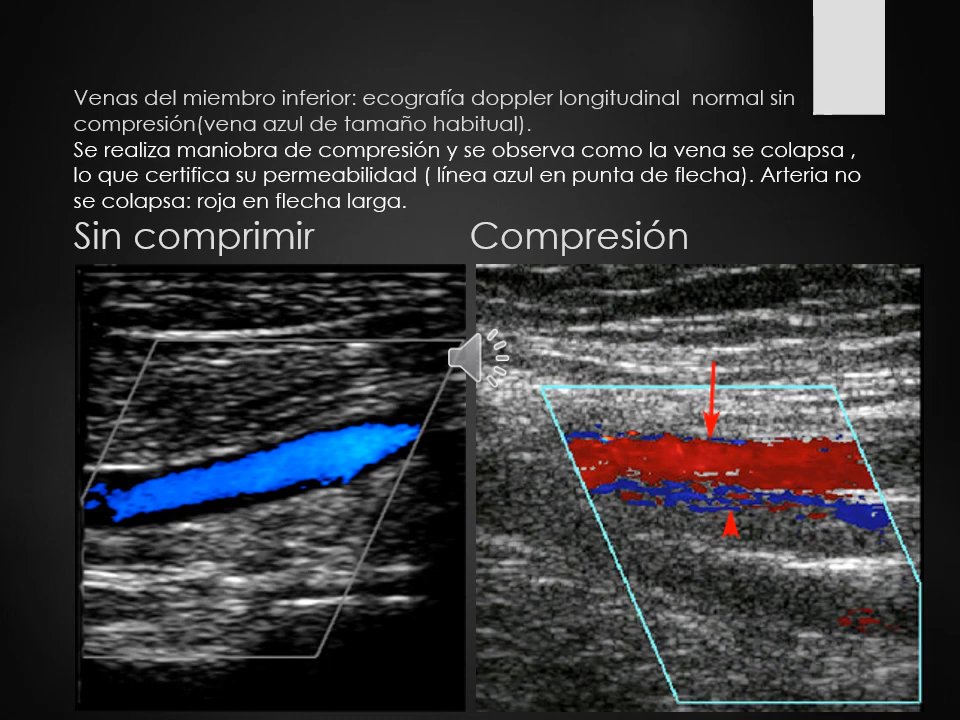 Venas del miembro inferior: ecografía doppler longitudinal  normal sin
compresión(vena azul de tamaño habitual).
Se realiza maniobra de compresión y se observa como la vena se colapsa ,
lo que certifica su permeabilidad ( línea azul en punta de flecha). Arteria no
se colapsa: roja en flecha larga.
Sin comprimir
Compresión